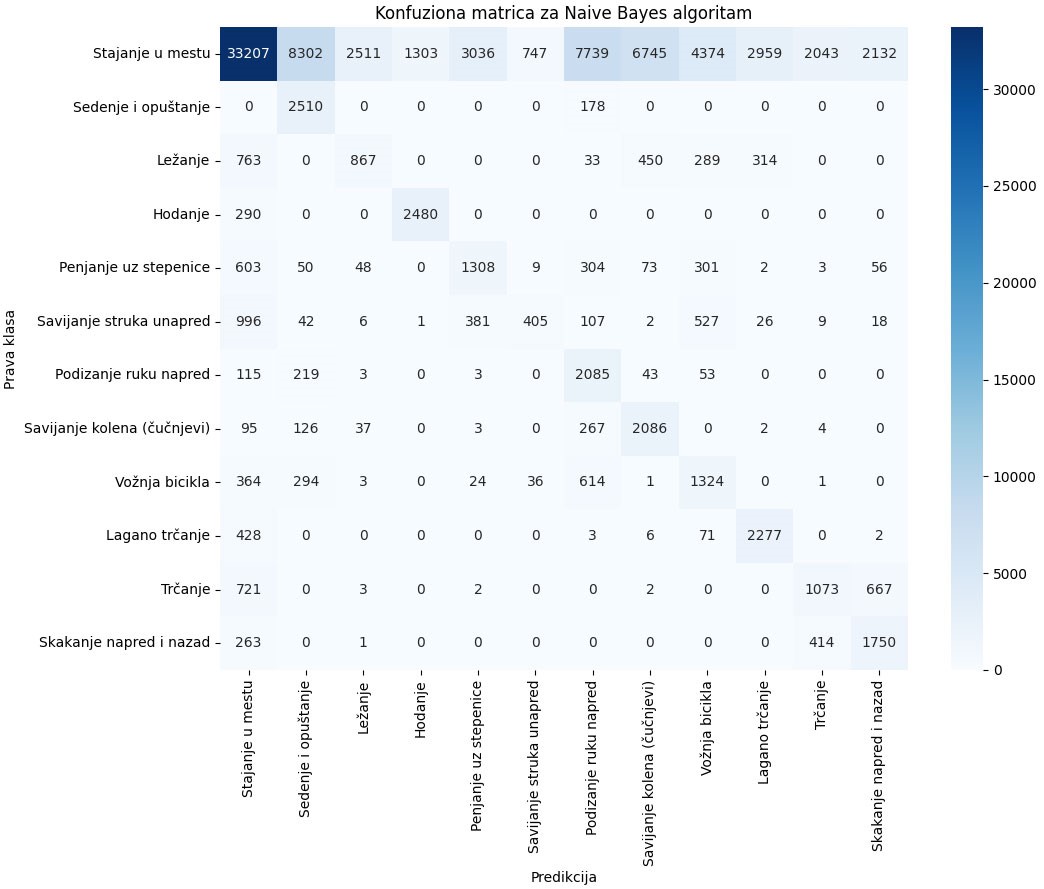 Konfuziona matrica za Naive Bayes algoritam
Prava klasa
Stajanje u mestu 33207 8302 2511 1303 3036 747 7739 6745 4374 2959 2043 2132
Sedenje i opuštanje 0 2510 0 0 0 0 178 0 0 0 0 0
Ležanje 763 0 867 0 0 0 33 450 289 314 0 0
Hodanje 290 0 0 2480 0 0 0 0 0 0 0 0
Penjanje uz stepenice 603 50 48 0 1308 9 304 73 301 2 3 56
Savijanje struka unapred 996 42 6 1 381 405 107 2 527 26 9 18
Podizanje ruku napred 115 219 3 0 3 0 2085 43 53 0 0 0
Savijanje kolena (čučnjevi) 95 126 37 0 3 0 267 2086 0 2 4 0
Vožnja bicikla 364 294 3 0 24 36 614 1 1324 0 1 0
Lagano trčanje 428 0 0 0 0 0 3 6 71 2277 0 2
Trčanje 721 0 3 0 2 0 0 2 0 0 1073 667
Skakanje napred i nazad 263 0 1 0 0 0 0 0 0 0 414 1750
Stajanje u mestu
Sedenje i opuštanje
Ležanje
Hodanje
Penjanje uz stepenice
Savijanje struka unapred
Podizanje ruku napred
Savijanje kolena (čučnjevi)
Vožnja bicikla
Lagano trčanje
Trčanje
Skakanje napred i nazad
Predikcija
30000
25000
20000
15000
10000
5000
0